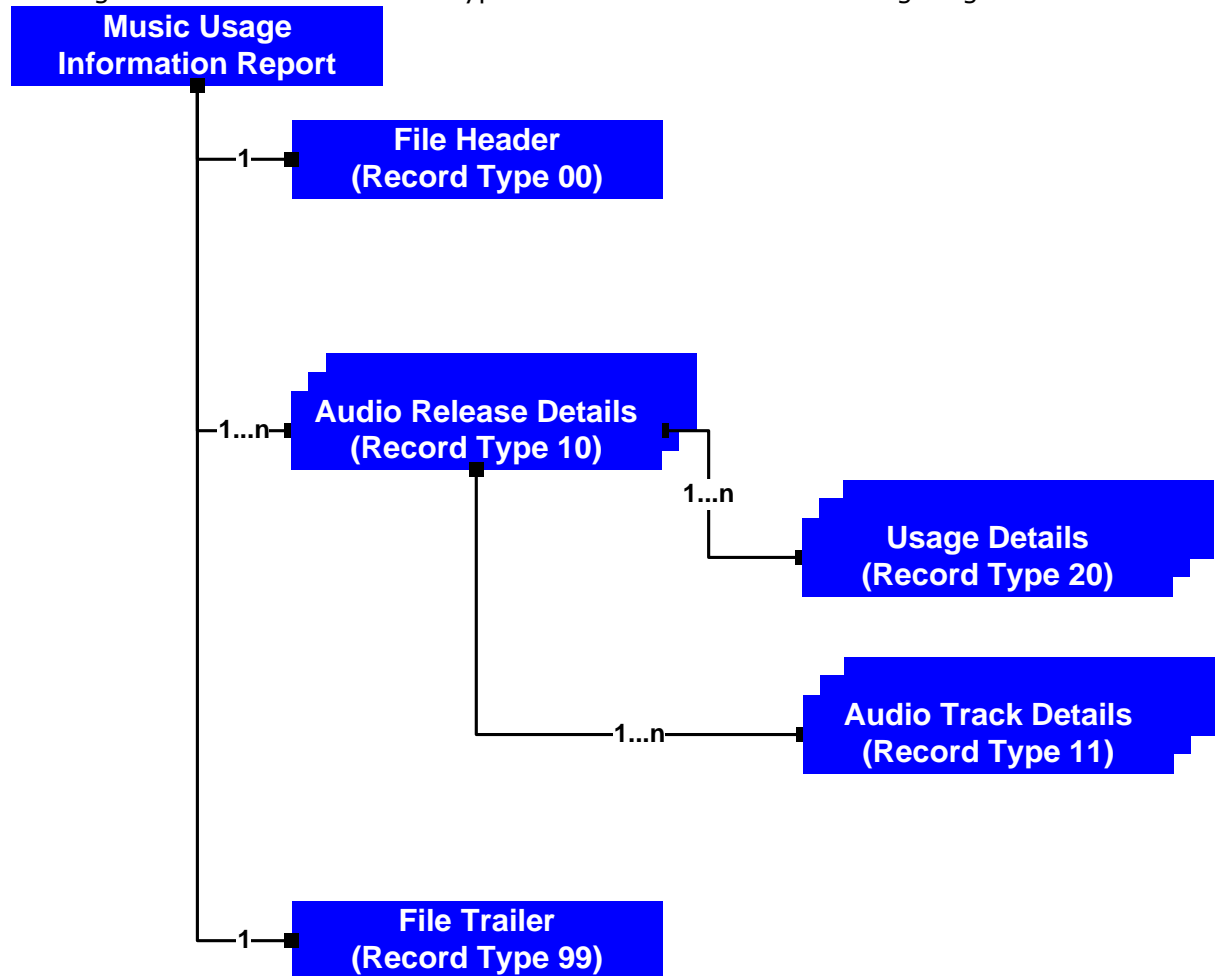 Music Usage
Information Report
1
File Header
(Record Type 00)
1...n
Audio Release Details
(Record Type 10)
1...n
Usage Details
(Record Type 20)
1...n
Audio Track Details
(Record Type 11)
1
File Trailer
(Record Type 99)